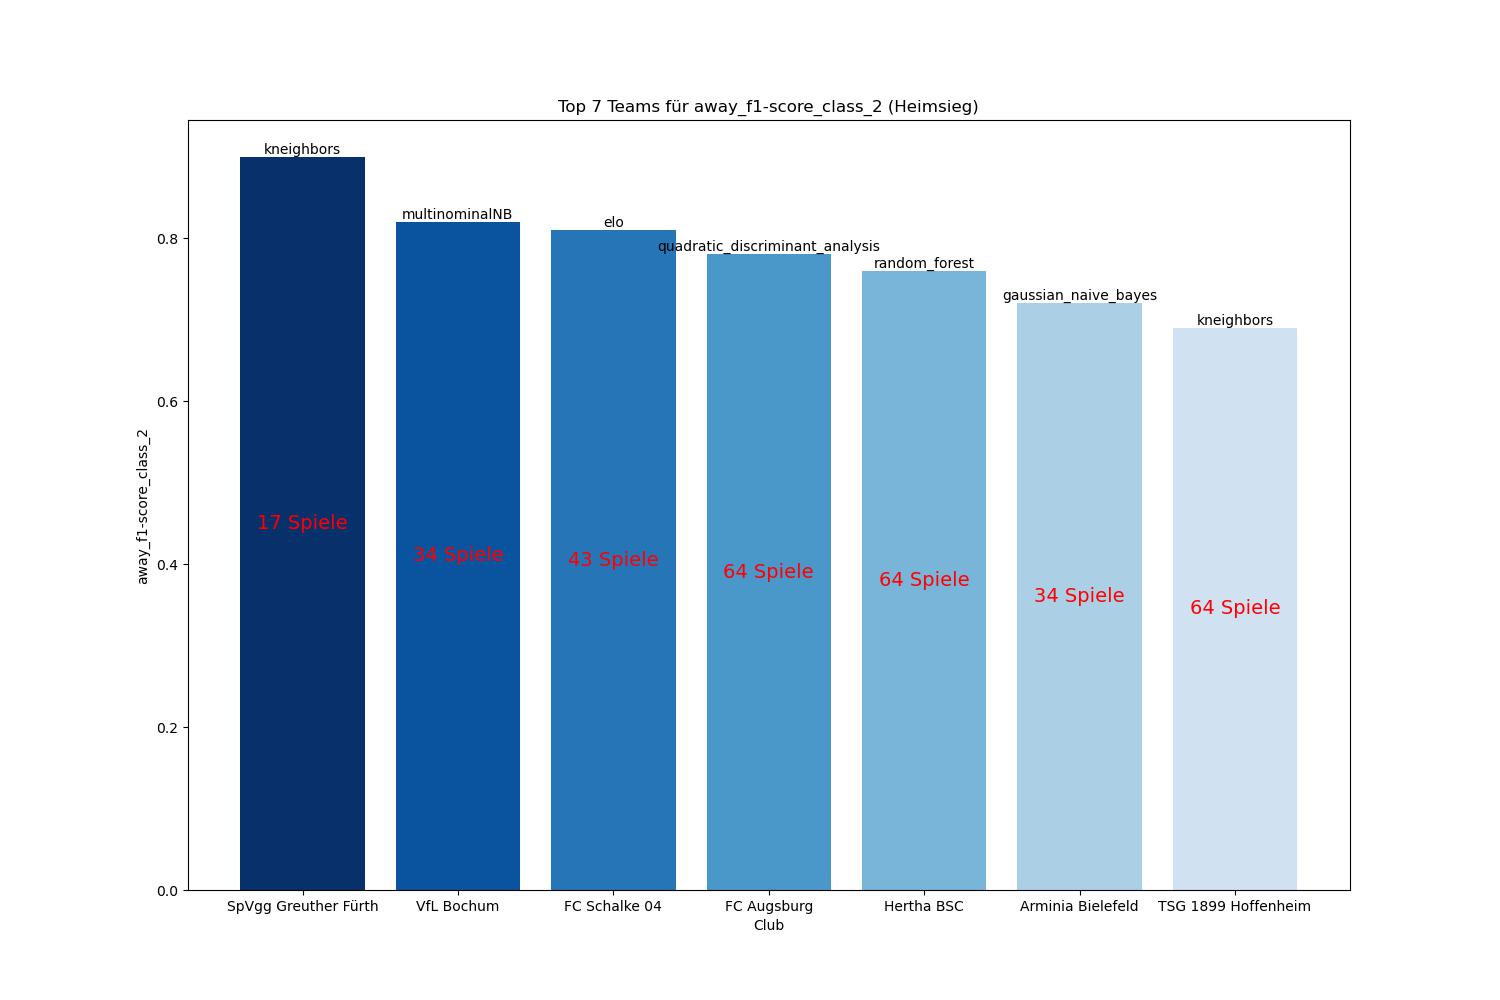 Top 7 Teams für away_f1-score_class_2 (Heimsieg)
away_f1-score_class_2
0.8
0.6
0.4
0.2
0.0
kneighbors
multinominalNB
elo
quadratic_discriminant_analysis
random_forest
gaussian_naive_bayes
kneighbors
17 Spiele
34 Spiele
43 Spiele
64 Spiele
64 Spiele
34 Spiele
64 Spiele
SpVgg Greuther Fürth
VfL Bochum
FC Schalke 04
FC Augsburg
Hertha BSC
Arminia Bielefeld
TSG 1899 Hoffenheim
Club